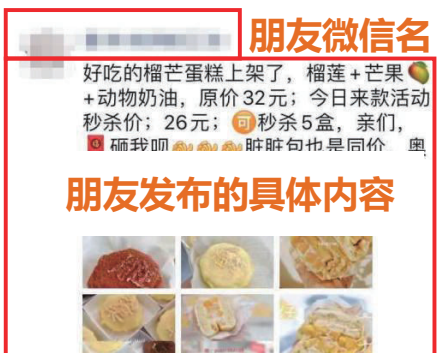 朋友微信名
好吃的榴芒蛋糕上架了，榴莲+芒果🥭
+动物奶油，原价32元；今日来款活动
秒杀价；26元；🉑秒杀5盒，亲们，
🧧砸我呗👏👏👏脏脏包也是同价，奥
朋友发布的具体内容